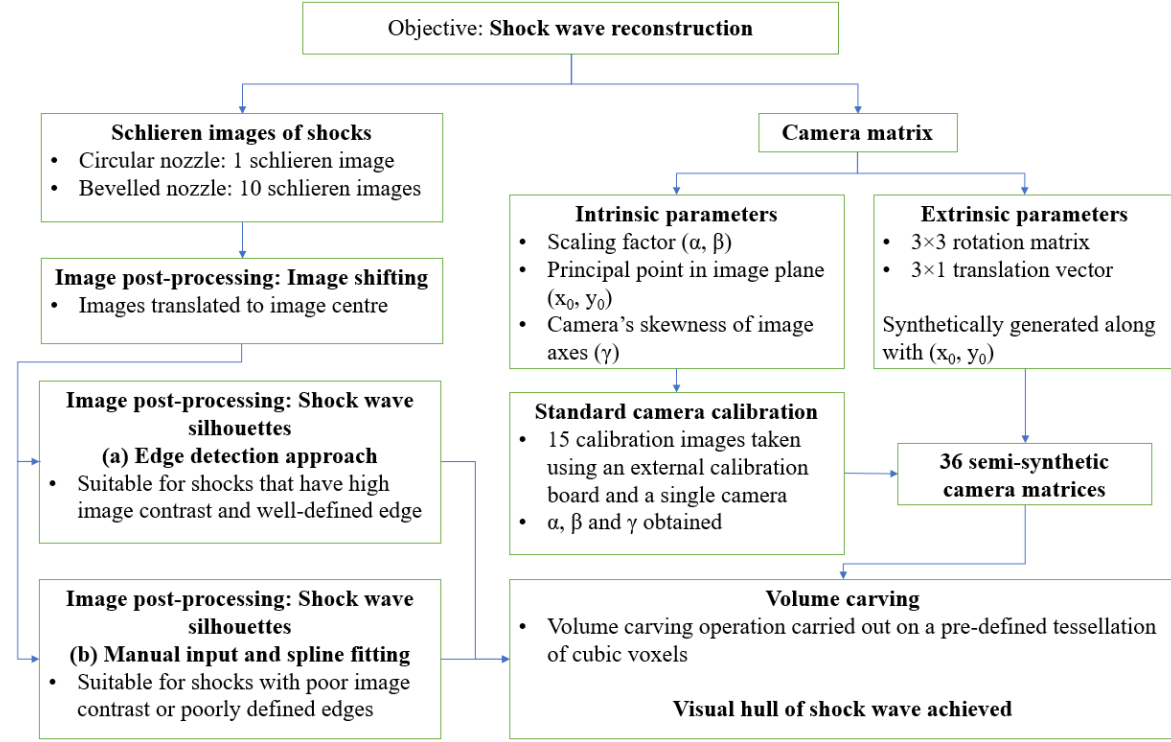 Objective: Shock wave reconstruction
Schlieren images of shocks
• Circular nozzle: 1 schlieren image
• Bevelled nozzle: 10 schlieren images
Image post-processing: Image shifting
• Images translated to image centre
Image post-processing: Shock wave
silhouettes
(a) Edge detection approach
• Suitable for shocks that have high
image contrast and well-defined edge
Image post-processing: Shock wave
silhouettes
(b) Manual input and spline fitting
• Suitable for shocks with poor image
contrast or poorly defined edges
Camera matrix
Intrinsic parameters
• Scaling factor (α, β)
• Principal point in image plane
(x₀, y₀)
• Camera's skewness of image
axes (γ)
Extrinsic parameters
• 3×3 rotation matrix
• 3×1 translation vector
Synthetically generated along
with (x₀, y₀)
Standard camera calibration
• 15 calibration images taken
using an external calibration
board and a single camera
• α, β and γ obtained
36 semi-synthetic
camera matrices
Volume carving
• Volume carving operation carried out on a pre-defined tessellation
of cubic voxels
Visual hull of shock wave achieved